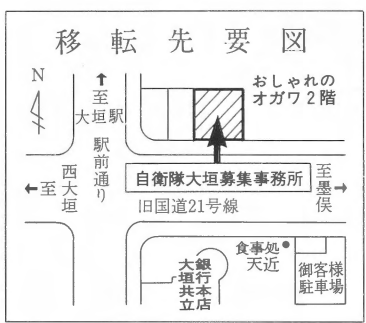 移転先要図
N
↑
至
大垣駅
おしゃれの
オガワ2階
駅前通り
←至
西大垣
自衛隊大垣募集事務所
至墨俣→
旧国道21号線
食事処
天近
大垣共立
銀行本店
御客様
駐車場